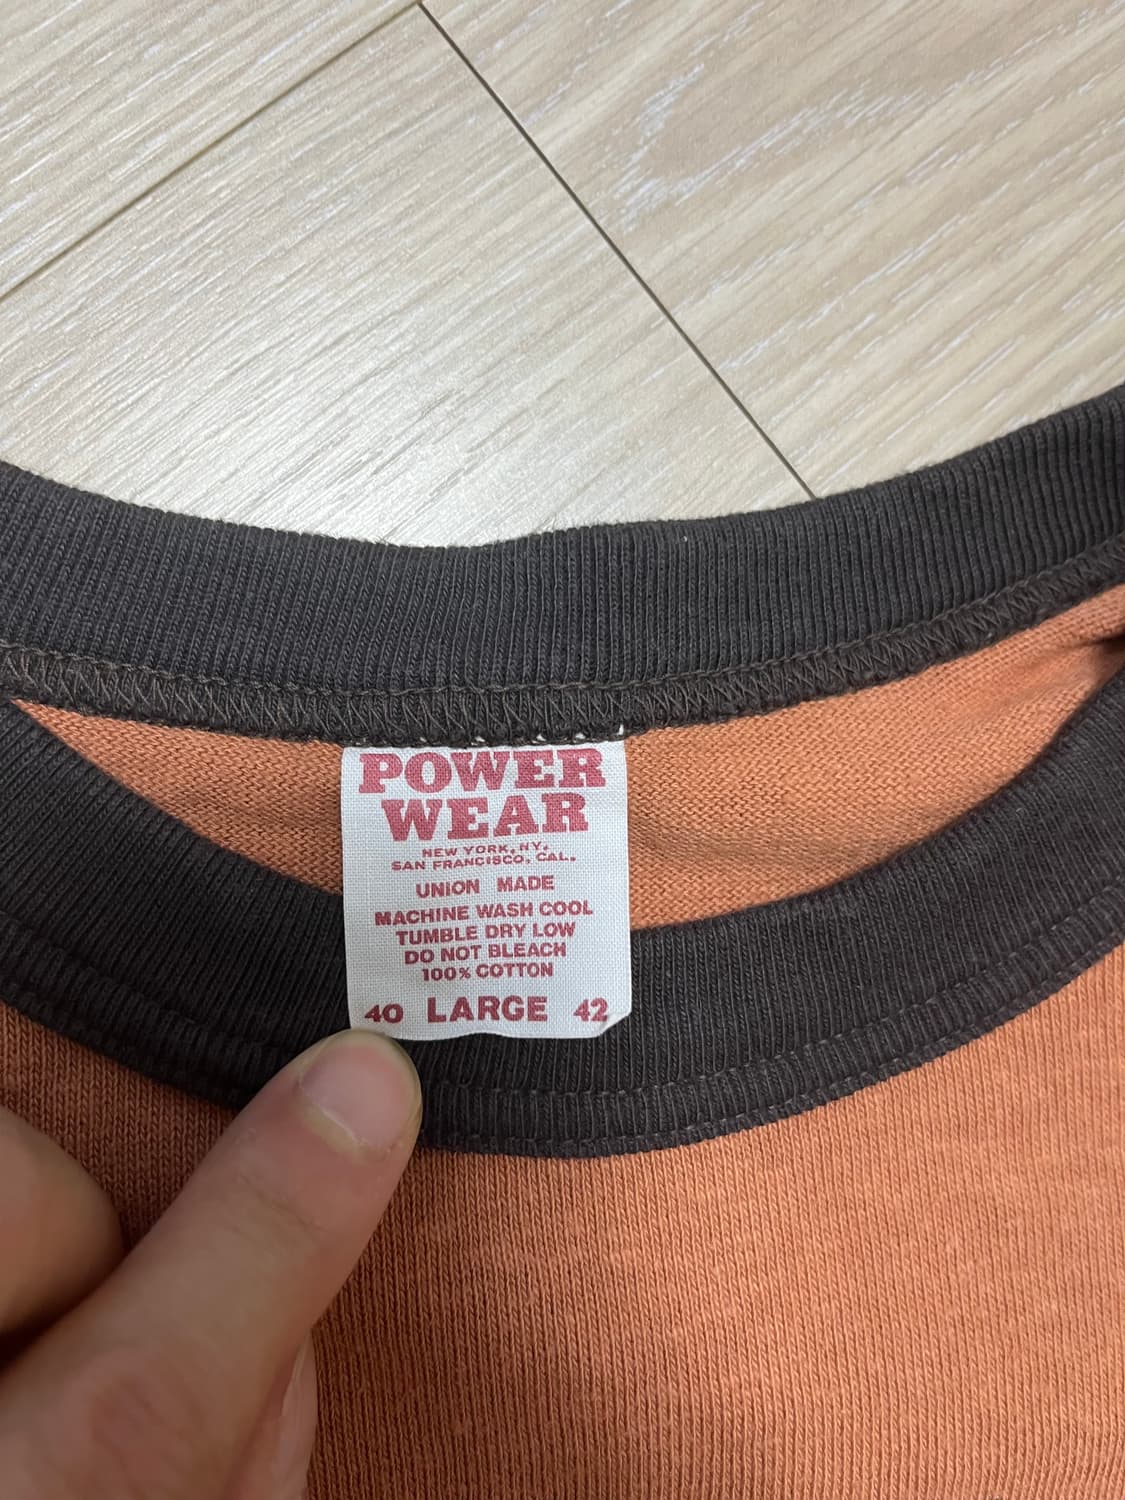 POWER
WEAR
NEW YORK, NY.
SAN FRANCISCO, CAL.
UNION MADE
MACHINE WASH COOL
TUMBLE DRY LOW
DO NOT BLEACH
100% COTTON
40 LARGE 42